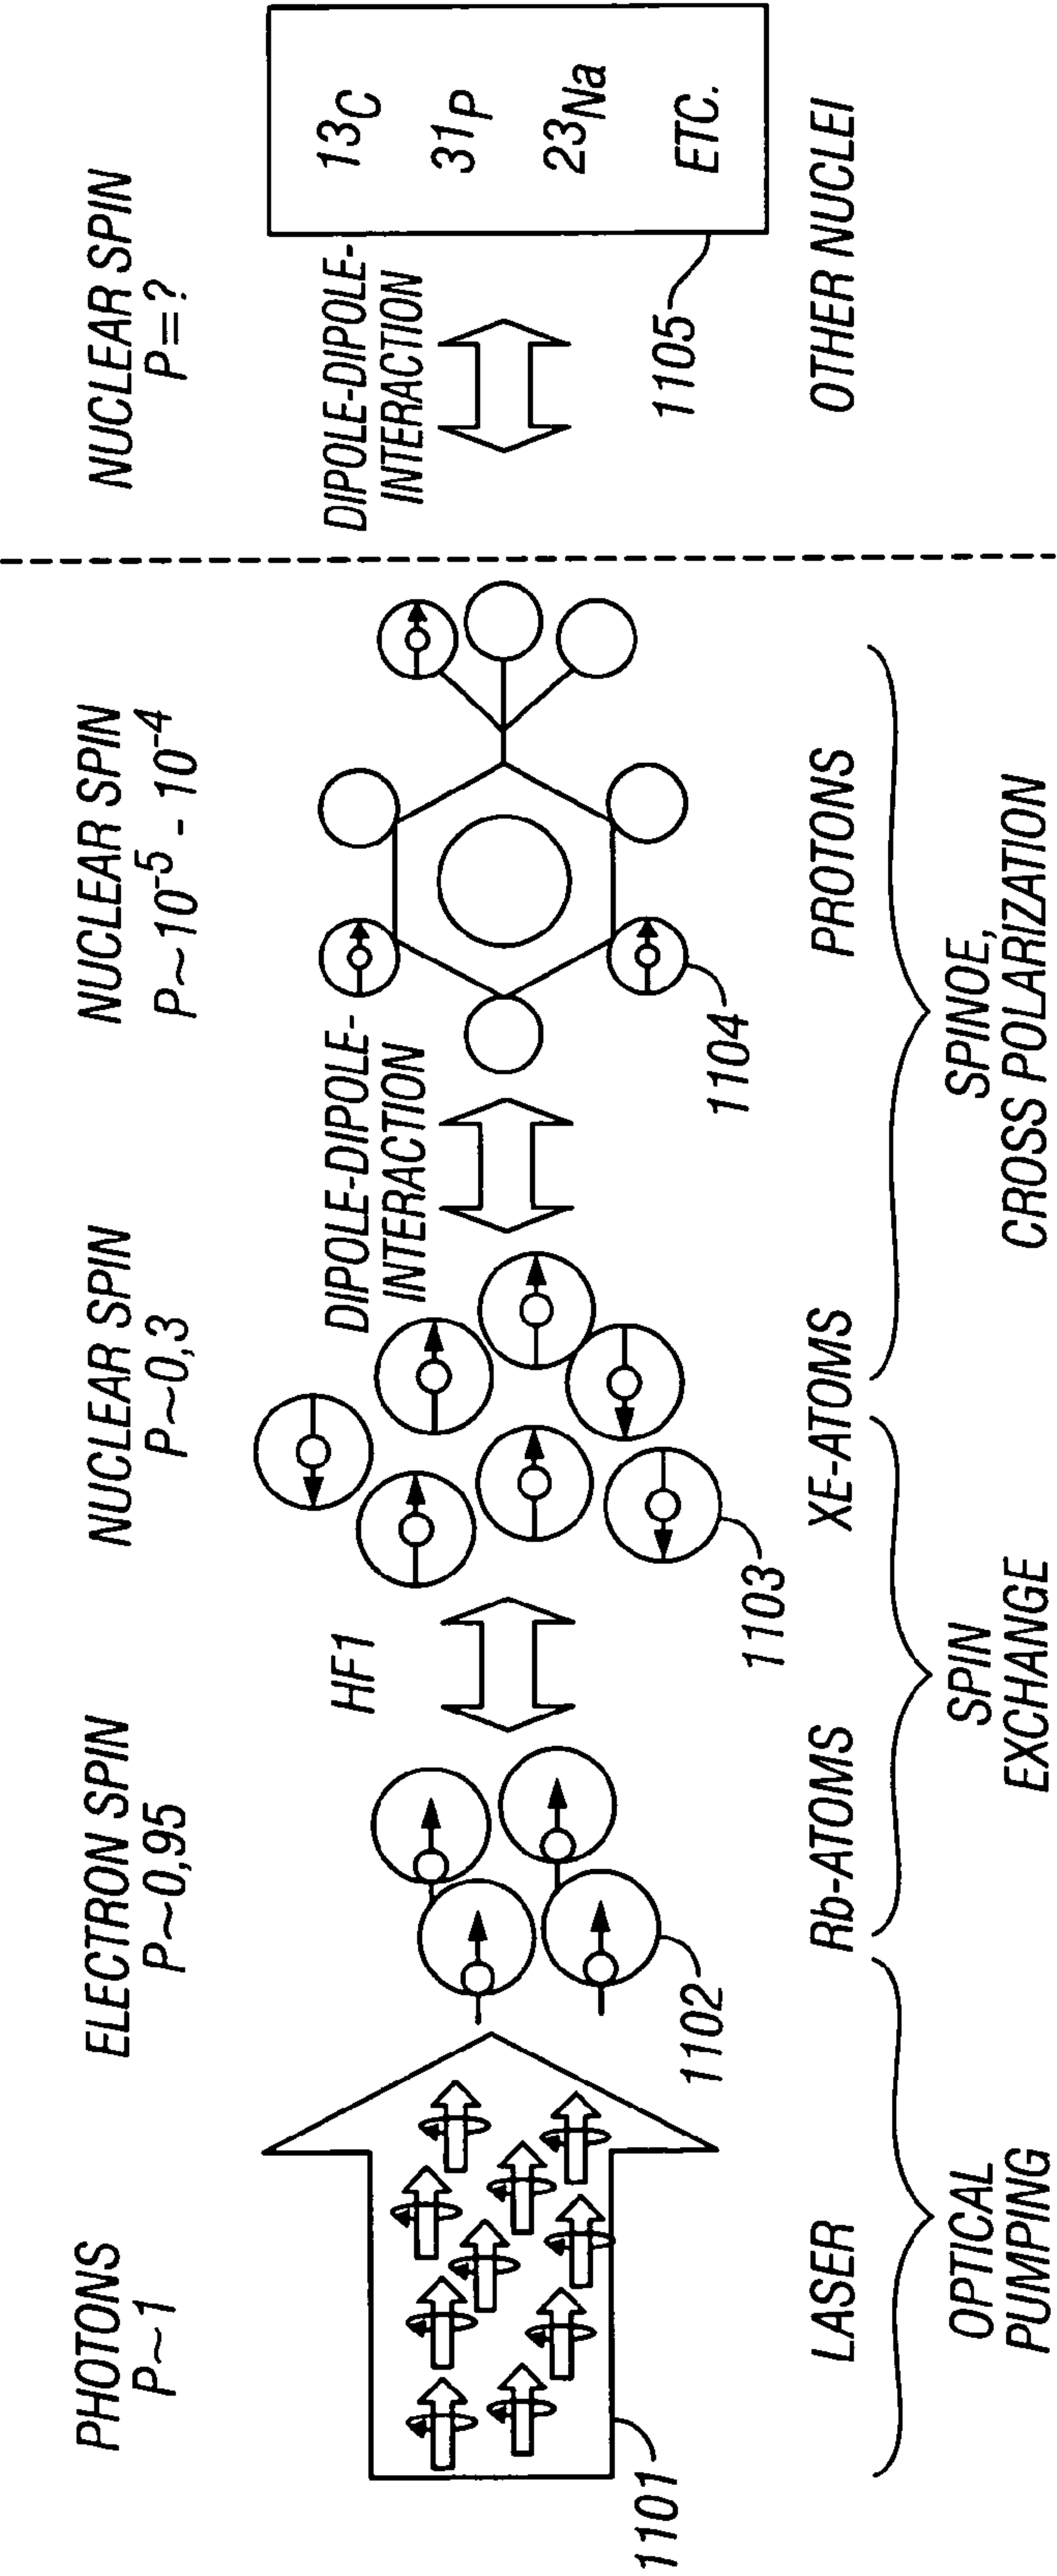 PHOTONS
P~1
ELECTRON SPIN
P~0,95
NUCLEAR SPIN
P~0,3
NUCLEAR SPIN
P~10-5 - 10-4
NUCLEAR SPIN
P=?
HF1
DIPOLE-DIPOLE-
INTERACTION
DIPOLE-DIPOLE-
INTERACTION
13C
31P
23Na
ETC.
1101
1102
1103
1104
1105
LASER
Rb-ATOMS
XE-ATOMS
PROTONS
OTHER NUCLEI
OPTICAL
PUMPING
SPIN
EXCHANGE
SPINOE,
CROSS POLARIZATION